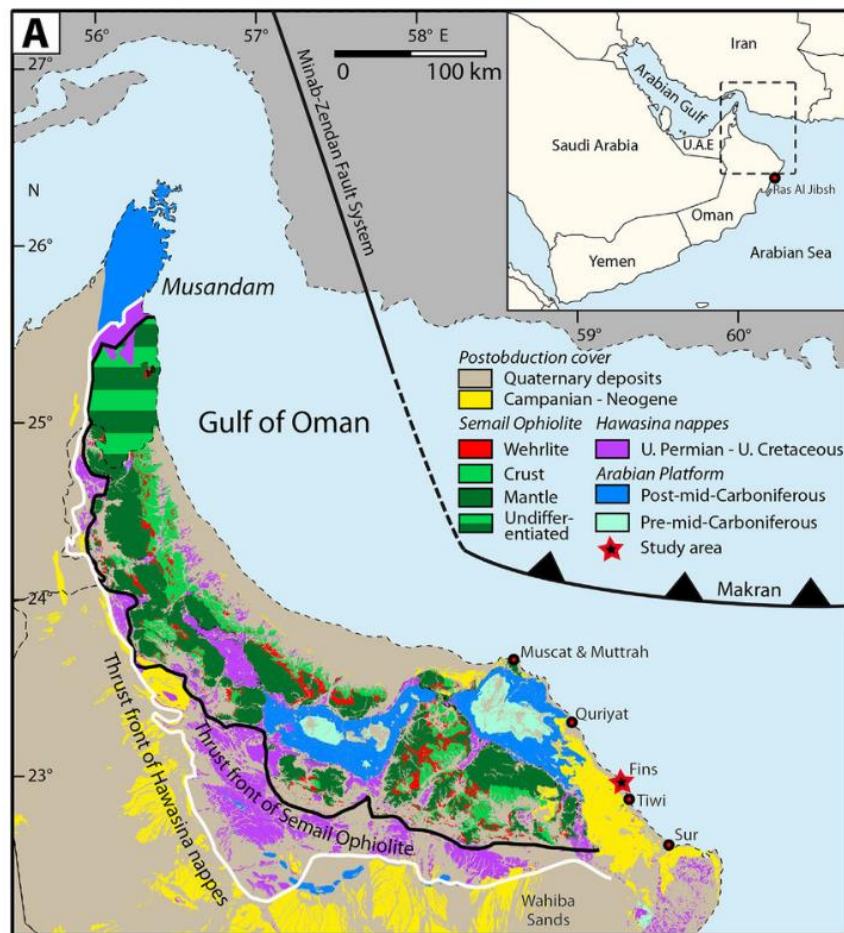 A
56°
57°
58° E
27°
N
26°
25°
24°
23°
59°
60°
0
100 km
Minab-Zendan Fault System
Iran
Arabian Gulf
Saudi Arabia
U.A.E
Ras Al Jibsh
Oman
Arabian Sea
Yemen
Musandam
Gulf of Oman
Postobduction cover
Quaternary deposits
Campanian - Neogene
Semail Ophiolite
Wehrlite
Crust
Mantle
Undiffer-
entiated
Hawasina nappes
U. Permian - U. Cretaceous
Arabian Platform
Post-mid-Carboniferous
Pre-mid-Carboniferous
Study area
Makran
Muscat & Muttrah
Quriyat
Fins
Tiwi
Sur
Thrust front of Hawasina nappes
Thrust front of Semail Ophiolite
Wahiba
Sands